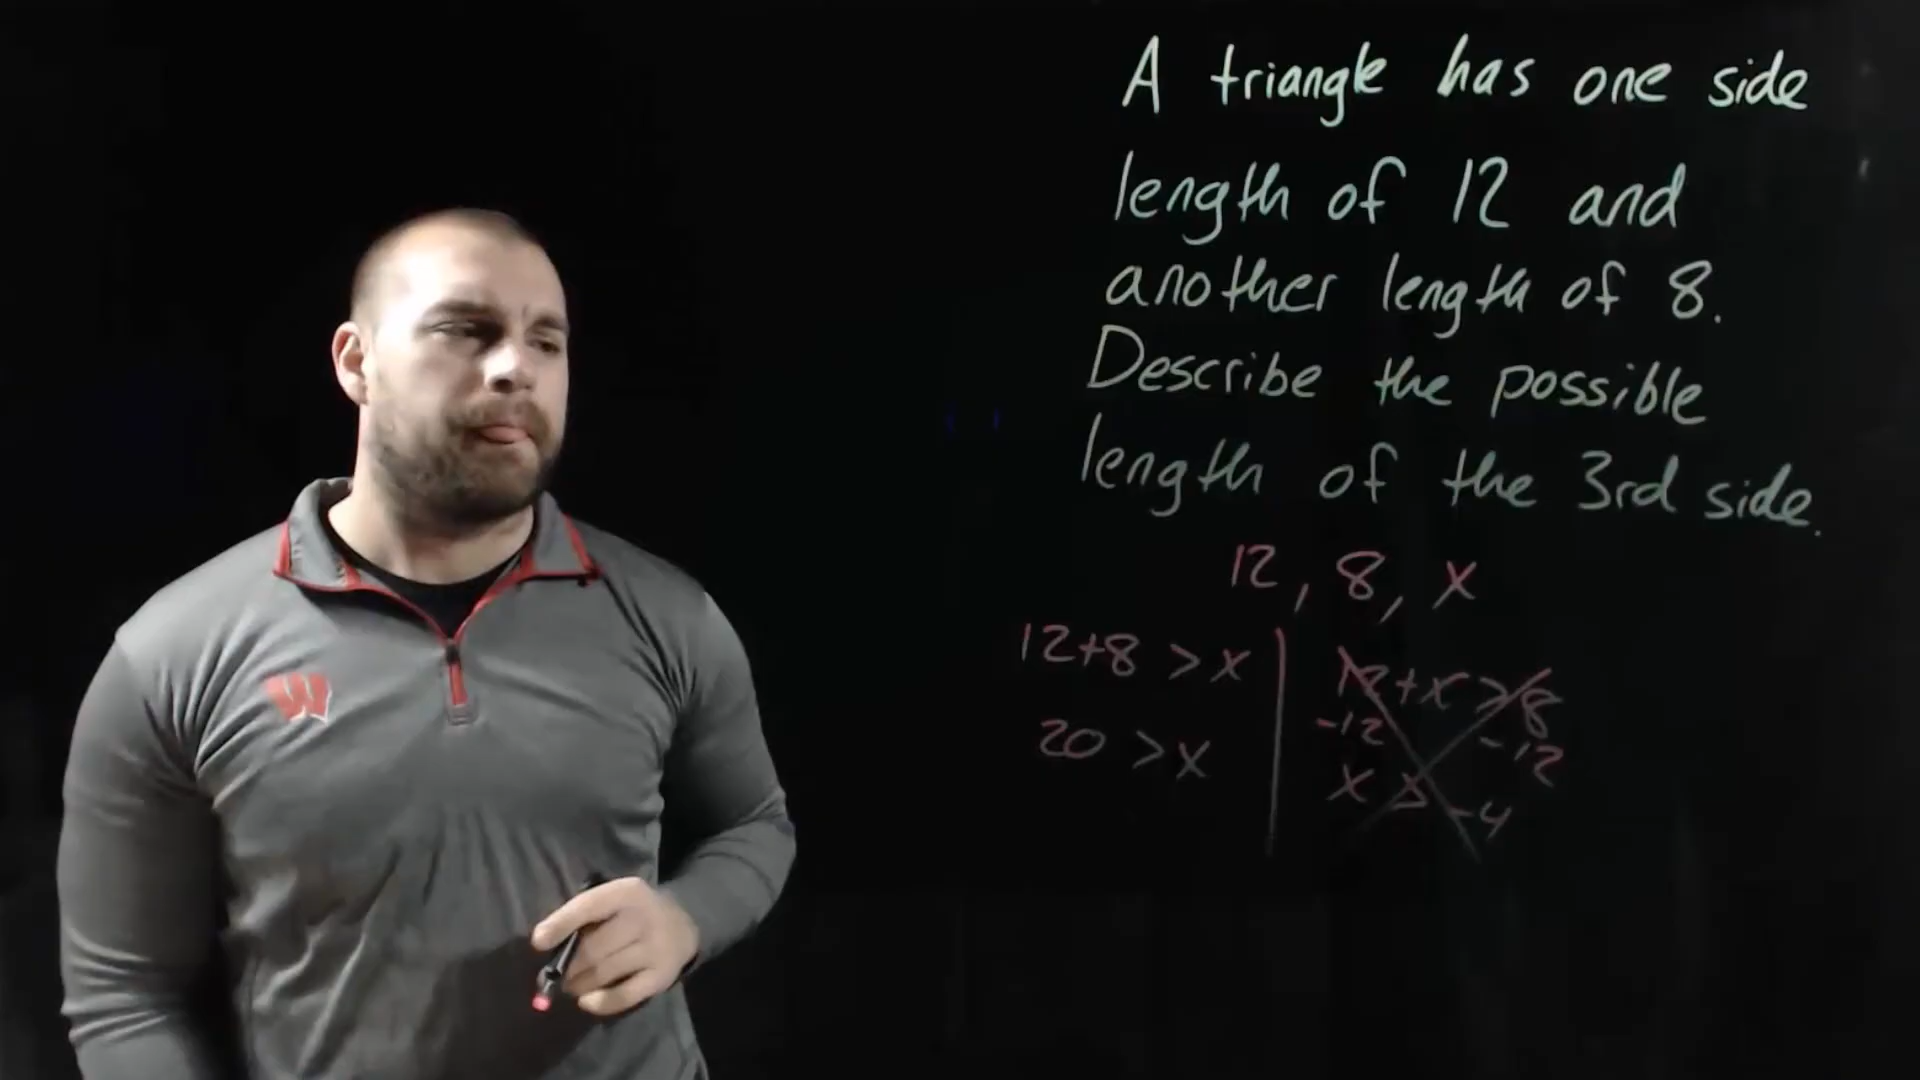 A triangle has one side
length of 12 and
another length of 8.
Describe the possible
length of the 3rd side.
12, 8, x
12+8 > x
20 > x
12 + x > 8
-12 -12
x > -4
W